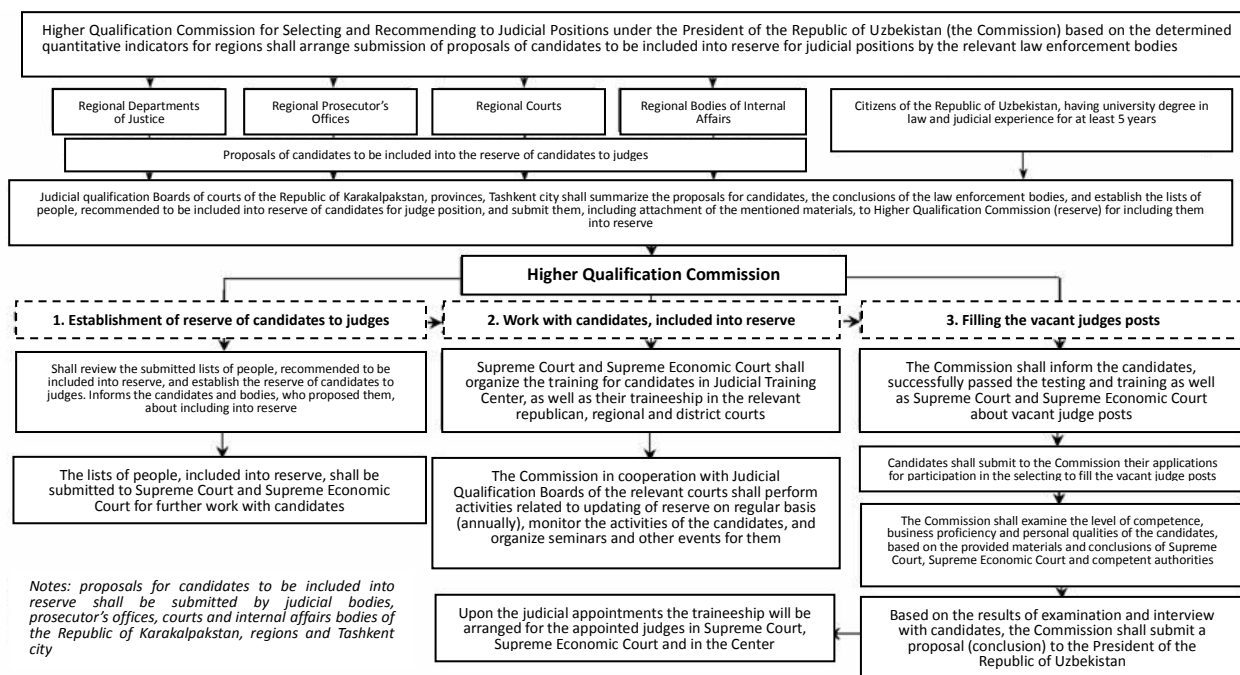 Higher Qualification Commission for Selecting and Recommending to Judicial Positions under the President of the Republic of Uzbekistan (the Commission) based on the determined
quantitative indicators for regions shall arrange submission of proposals of candidates to be included into reserve for judicial positions by the relevant law enforcement bodies
Regional Departments
of Justice
Regional Prosecutor's
Offices
Regional Courts
Regional Bodies of Internal
Affairs
Citizens of the Republic of Uzbekistan, having university degree in
law and judicial experience for at least 5 years
Proposals of candidates to be included into the reserve of candidates to judges
Judicial qualification Boards of courts of the Republic of Karakalpakstan, provinces, Tashkent city shall summarize the proposals for candidates, the conclusions of the law enforcement bodies, and establish the lists of
people, recommended to be included into reserve of candidates for judge position, and submit them, including attachment of the mentioned materials, to Higher Qualification Commission (reserve) for including them
into reserve
Higher Qualification Commission
1. Establishment of reserve of candidates to judges
2. Work with candidates, included into reserve
3. Filling the vacant judges posts
Shall review the submitted lists of people, recommended to be
included into reserve, and establish the reserve of candidates to
judges. Informs the candidates and bodies, who proposed them,
about including into reserve
The lists of people, included into reserve, shall be
submitted to Supreme Court and Supreme Economic
Court for further work with candidates
Notes: proposals for candidates to be included into
reserve shall be submitted by judicial bodies,
prosecutor's offices, courts and internal affairs bodies of
the Republic of Karakalpakstan, regions and Tashkent
city
Supreme Court and Supreme Economic Court shall
organize the training for candidates in Judicial Training
Center, as well as their traineeship in the relevant
republican, regional and district courts
The Commission in cooperation with Judicial
Qualification Boards of the relevant courts shall perform
activities related to updating of reserve on regular basis
(annually), monitor the activities of the candidates, and
organize seminars and other events for them
Upon the judicial appointments the traineeship will be
arranged for the appointed judges in Supreme Court,
Supreme Economic Court and in the Center
The Commission shall inform the candidates,
successfully passed the testing and training as well
as Supreme Court and Supreme Economic Court
about vacant judge posts
Candidates shall submit to the Commission their applications
for participation in the selecting to fill the vacant judge posts
The Commission shall examine the level of competence,
business proficiency and personal qualities of the candidates,
based on the provided materials and conclusions of Supreme
Court, Supreme Economic Court and competent authorities
Based on the results of examination and interview
with candidates, the Commission shall submit a
proposal (conclusion) to the President of the
Republic of Uzbekistan